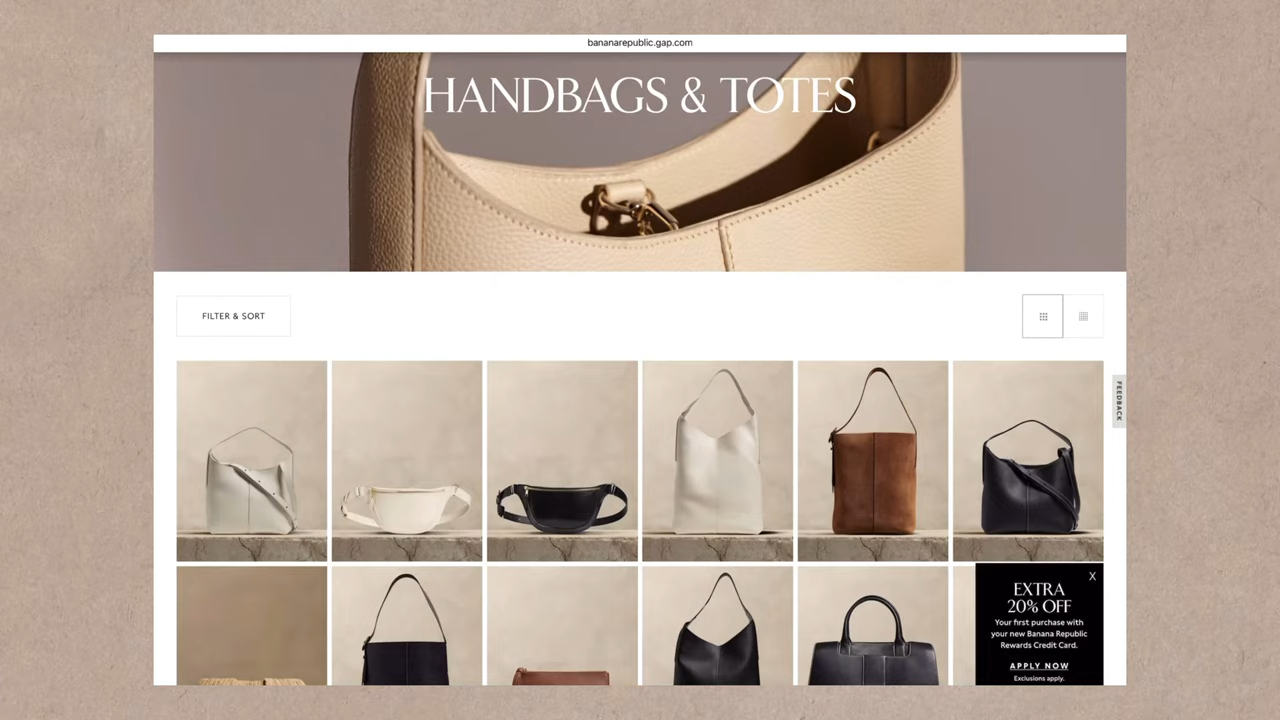 bananarepublic.gap.com
HANDBAGS & TOTES
FILTER & SORT
FEEDBACK
X
EXTRA
20% OFF
Your first purchase with
your new Banana Republic
Rewards Credit Card.
APPLY NOW
Exclusions apply.